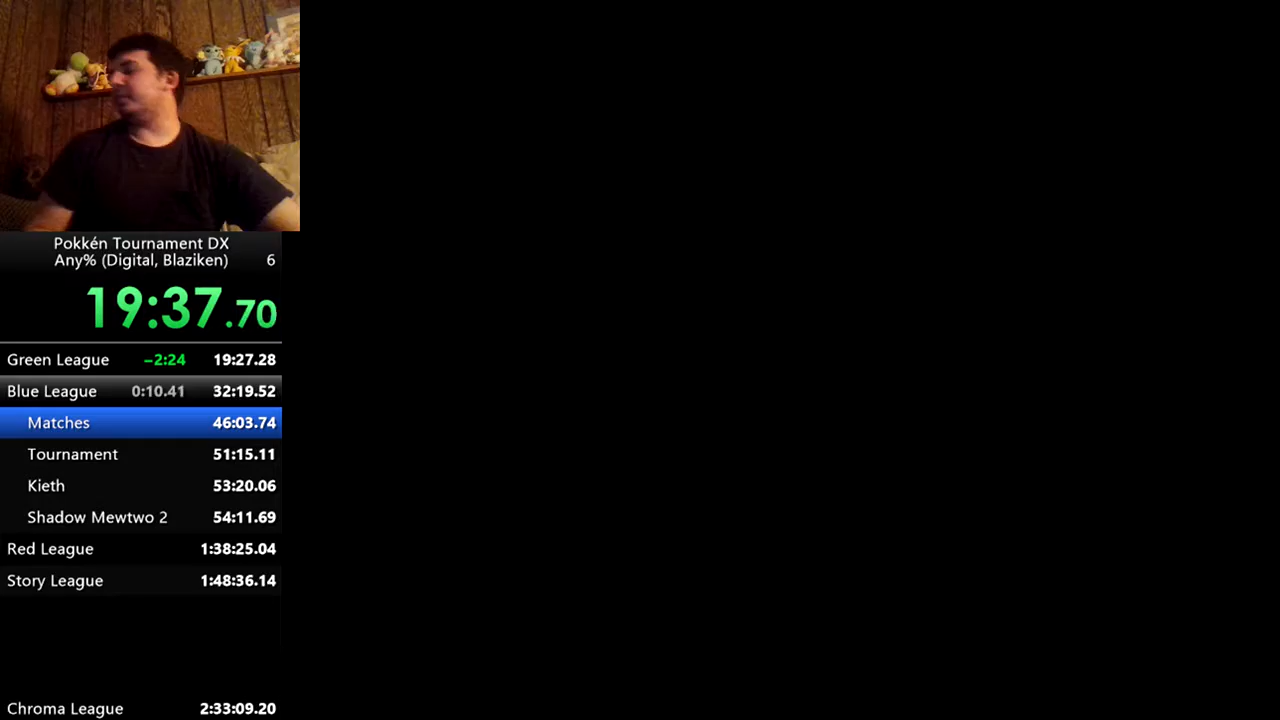 Pokkén Tournament DX
Any% (Digital, Blaziken) 6
19:37.70
Green League −2:24 19:27.28
Blue League 0:10.41 32:19.52
Matches 46:03.74
Tournament 51:15.11
Kieth 53:20.06
Shadow Mewtwo 2 54:11.69
Red League 1:38:25.04
Story League 1:48:36.14
Chroma League 2:33:09.20